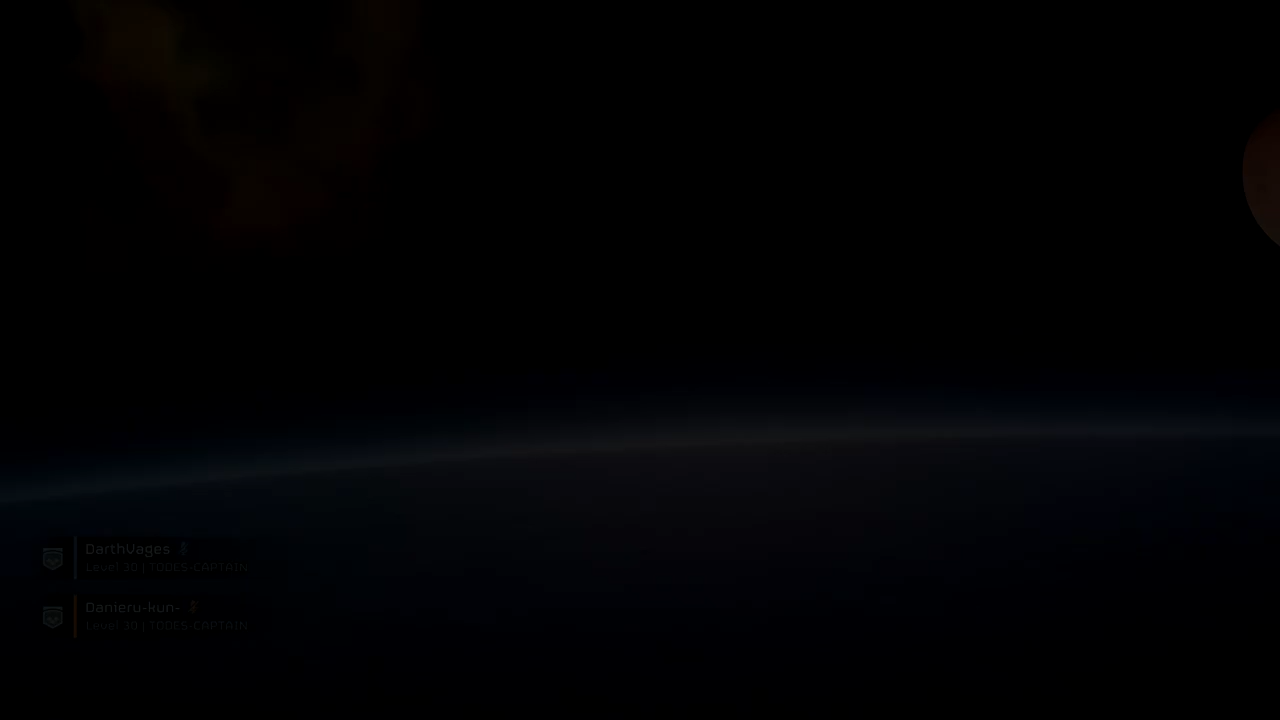 DarthVages
Level 30 | TODES-CAPTAIN
Danieru-kun-
Level 30 | TODES-CAPTAIN